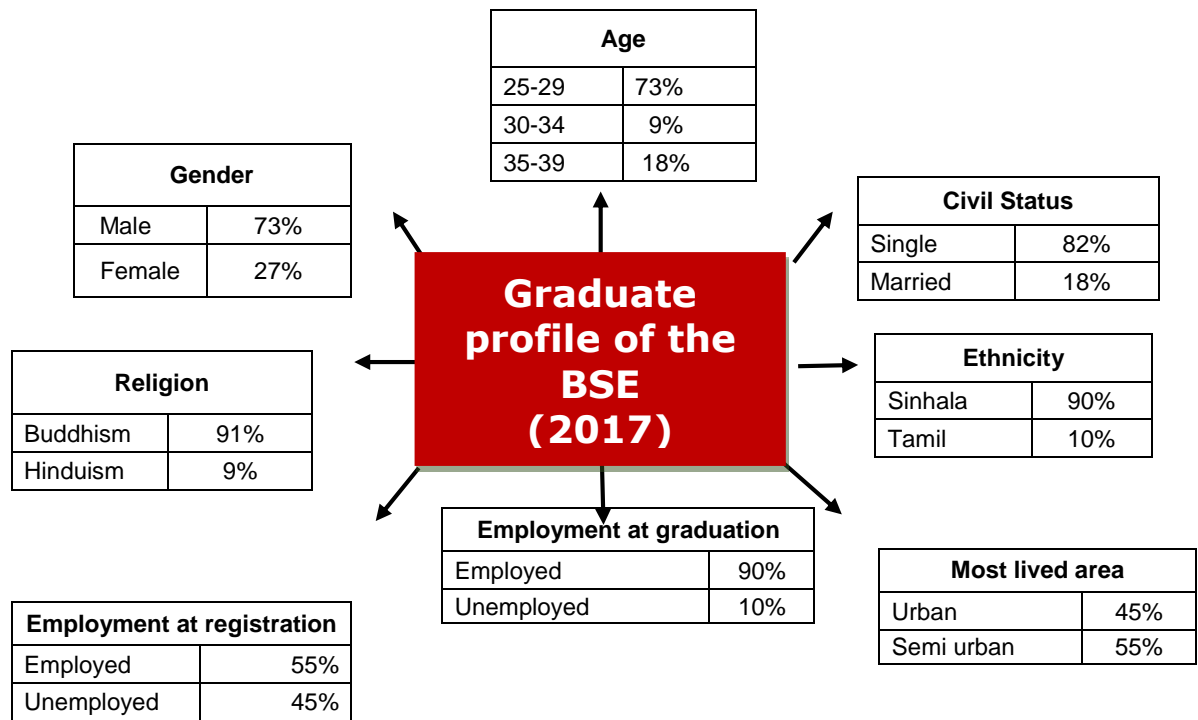 Age
25-29 73%
30-34 9%
35-39 18%
Gender
Male 73%
Female 27%
Civil Status
Single 82%
Married 18%
Graduate
profile of the
BSE
(2017)
Religion
Buddhism 91%
Hinduism 9%
Ethnicity
Sinhala 90%
Tamil 10%
Employment at graduation
Employed 90%
Unemployed 10%
Most lived area
Urban 45%
Semi urban 55%
Employment at registration
Employed 55%
Unemployed 45%